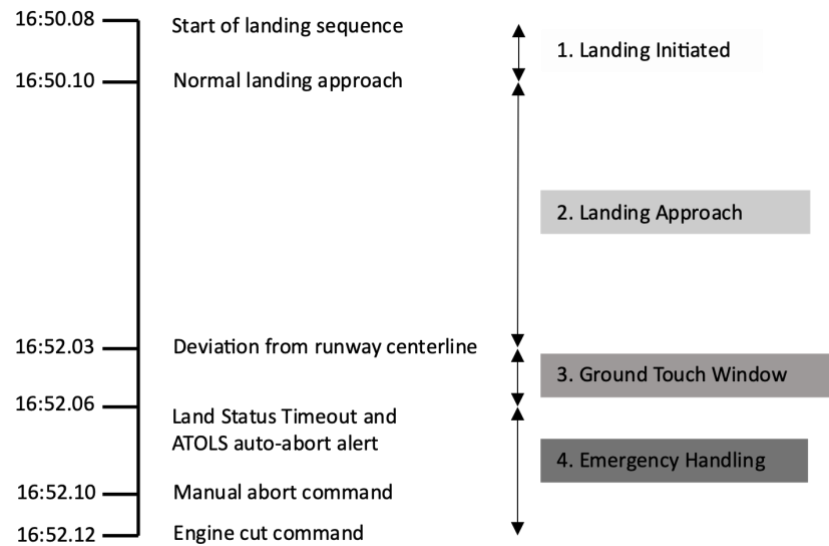 16:50.08 Start of landing sequence
1. Landing Initiated
16:50.10 Normal landing approach
2. Landing Approach
16:52.03 Deviation from runway centerline
3. Ground Touch Window
16:52.06 Land Status Timeout and
ATOLS auto-abort alert
4. Emergency Handling
16:52.10 Manual abort command
16:52.12 Engine cut command